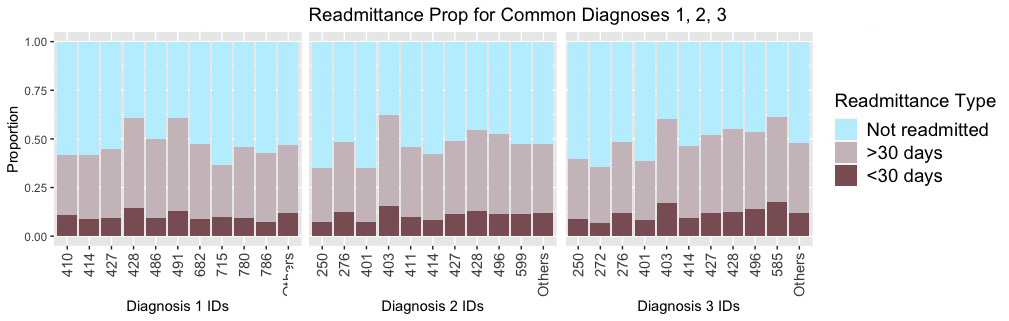 Readmittance Prop for Common Diagnoses 1, 2, 3
Proportion
1.00
0.75
0.50
0.25
0.00
410 414 427 428 486 491 682 715 780 786
Diagnosis 1 IDs
250 276 401 403 411 414 427 428 496 599 Others
Diagnosis 2 IDs
250 272 276 401 403 414 427 428 496 585 Others
Diagnosis 3 IDs
Readmittance Type
Not readmitted
>30 days
<30 days